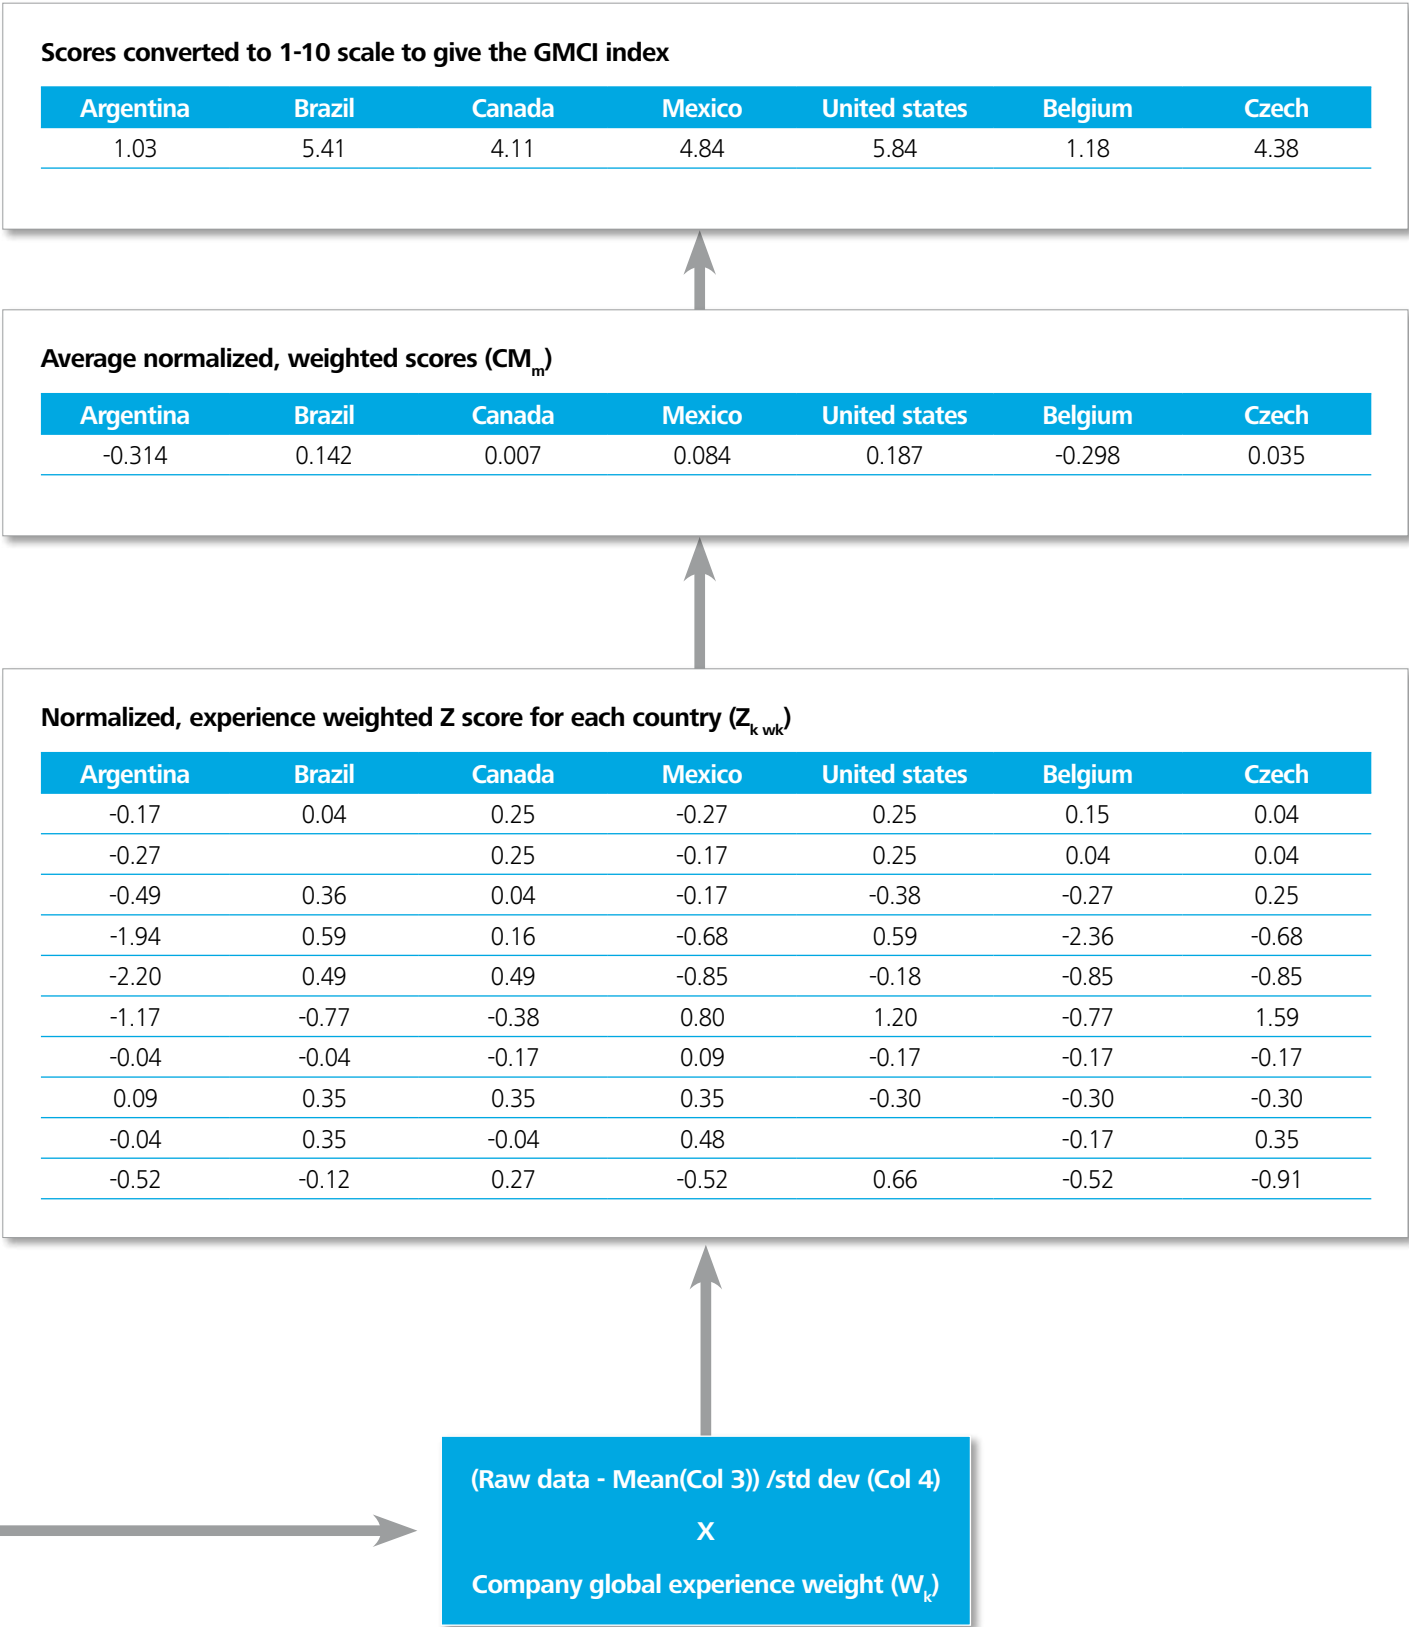 Scores converted to 1-10 scale to give the GMCI index
Argentina Brazil Canada Mexico United states Belgium Czech
1.03 5.41 4.11 4.84 5.84 1.18 4.38
Average normalized, weighted scores (CMm)
Argentina Brazil Canada Mexico United states Belgium Czech
-0.314 0.142 0.007 0.084 0.187 -0.298 0.035
Normalized, experience weighted Z score for each country (Zk wk)
Argentina Brazil Canada Mexico United states Belgium Czech
-0.17 0.04 0.25 -0.27 0.25 0.15 0.04
-0.27 0.25 -0.17 0.25 0.04 0.04
-0.49 0.36 0.04 -0.17 -0.38 -0.27 0.25
-1.94 0.59 0.16 -0.68 0.59 -2.36 -0.68
-2.20 0.49 0.49 -0.85 -0.18 -0.85 -0.85
-1.17 -0.77 -0.38 0.80 1.20 -0.77 1.59
-0.04 -0.04 -0.17 0.09 -0.17 -0.17 -0.17
0.09 0.35 0.35 0.35 -0.30 -0.30 -0.30
-0.04 0.35 -0.04 0.48 -0.17 0.35
-0.52 -0.12 0.27 -0.52 0.66 -0.52 -0.91
(Raw data - Mean(Col 3)) /std dev (Col 4)
X
Company global experience weight (Wk)